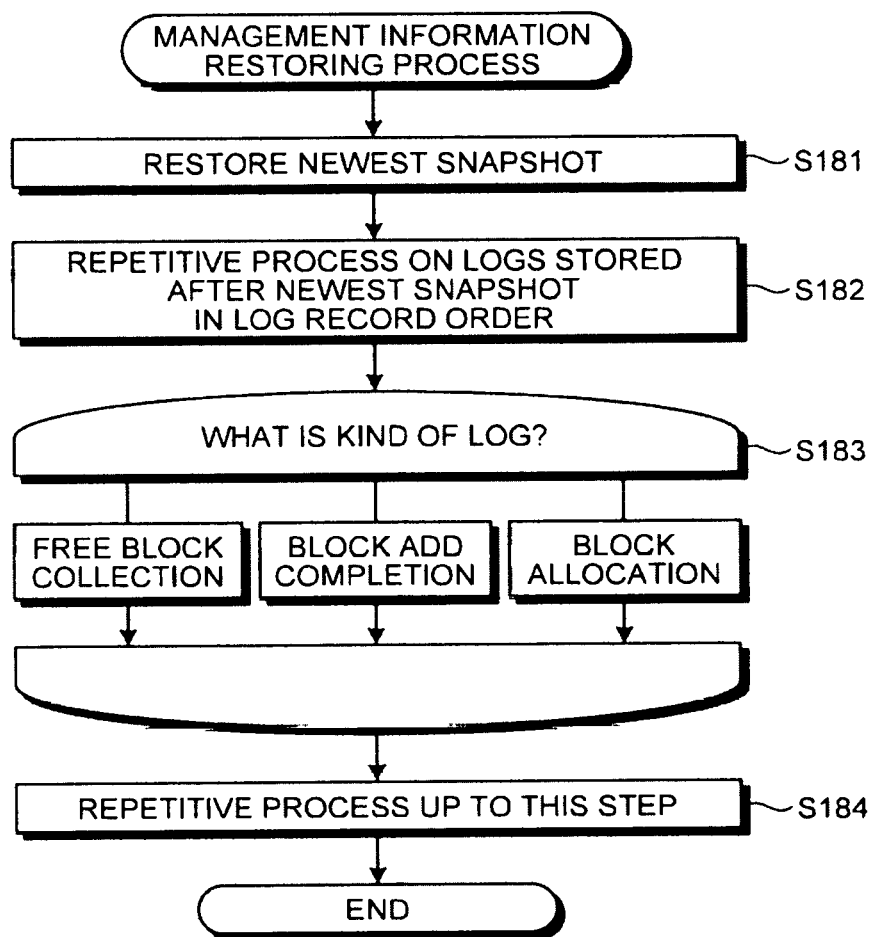 MANAGEMENT INFORMATION
RESTORING PROCESS
RESTORE NEWEST SNAPSHOT
S181
REPETITIVE PROCESS ON LOGS STORED
AFTER NEWEST SNAPSHOT
IN LOG RECORD ORDER
S182
WHAT IS KIND OF LOG?
S183
FREE BLOCK
COLLECTION
BLOCK ADD
COMPLETION
BLOCK
ALLOCATION
REPETITIVE PROCESS UP TO THIS STEP
S184
END